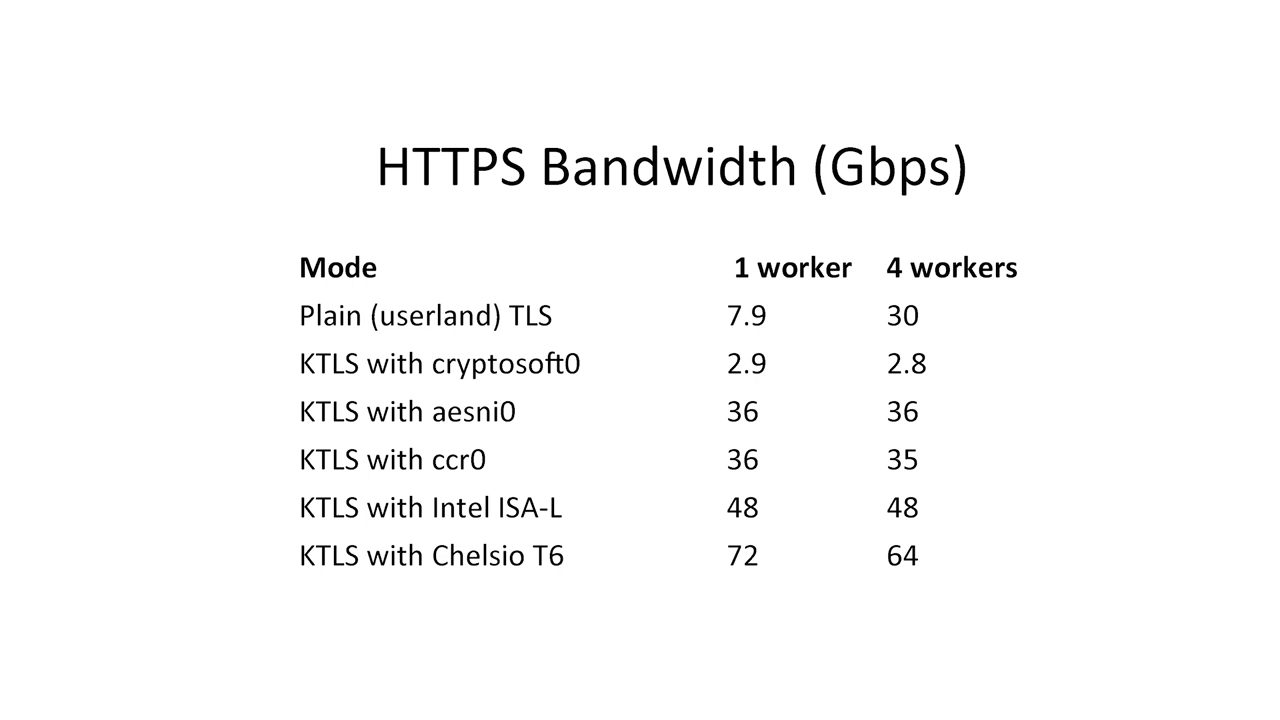 HTTPS Bandwidth (Gbps)
Mode 1 worker 4 workers
Plain (userland) TLS 7.9 30
KTLS with cryptosoft0 2.9 2.8
KTLS with aesni0 36 36
KTLS with ccr0 36 35
KTLS with Intel ISA-L 48 48
KTLS with Chelsio T6 72 64